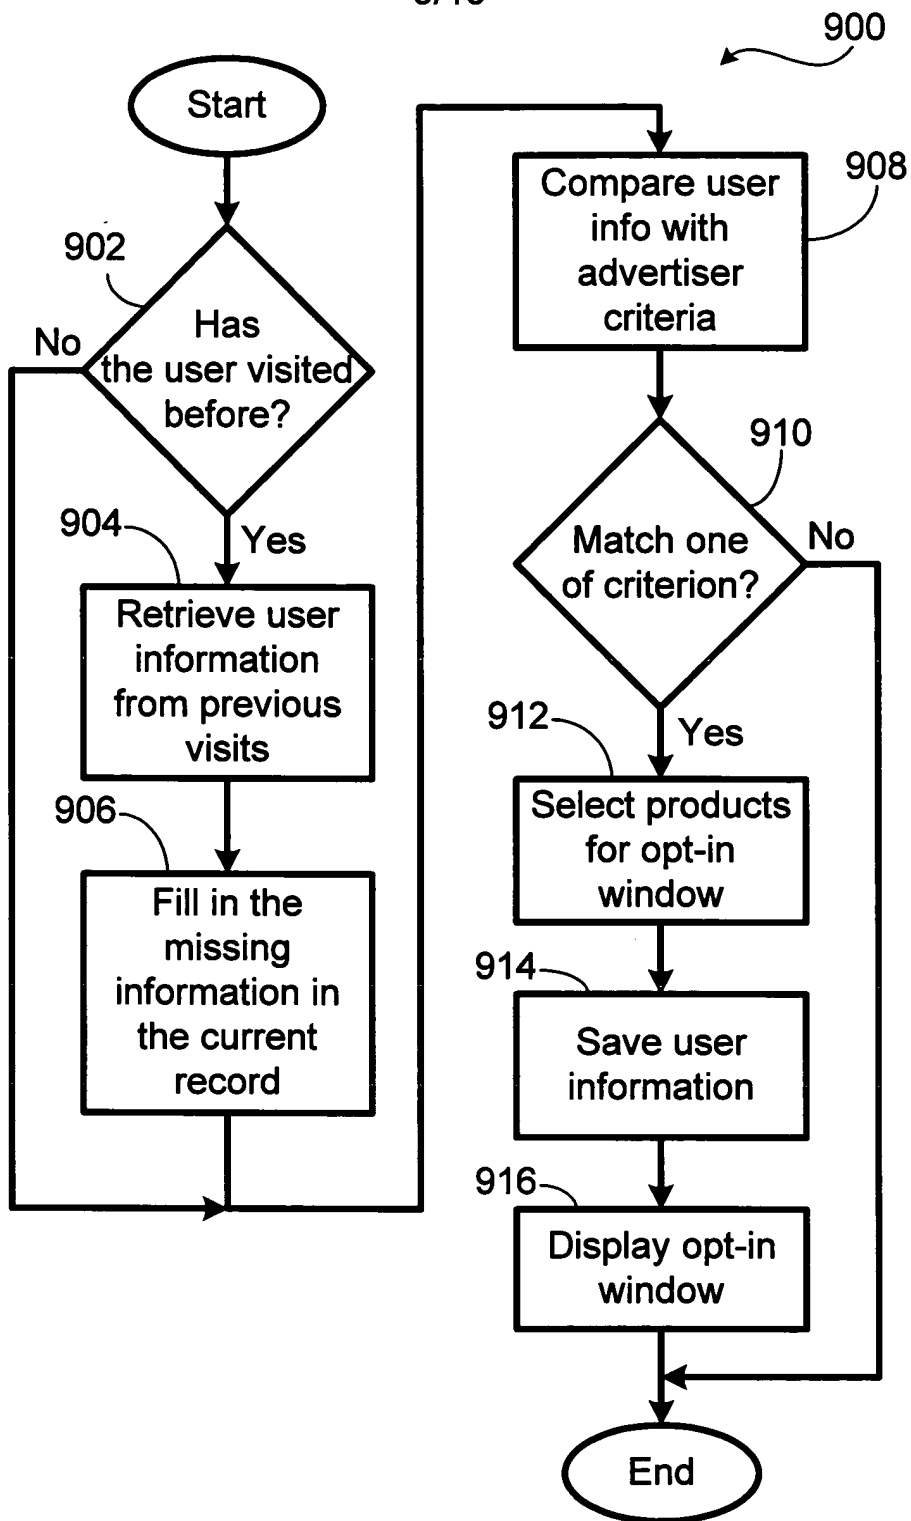 900
Start
902
Has
the user visited
before?
No
Yes
904
Retrieve user
information
from previous
visits
906
Fill in the
missing
information in
the current
record
908
Compare user
info with
advertiser
criteria
910
Match one
of criterion?
No
Yes
912
Select products
for opt-in
window
914
Save user
information
916
Display opt-in
window
End